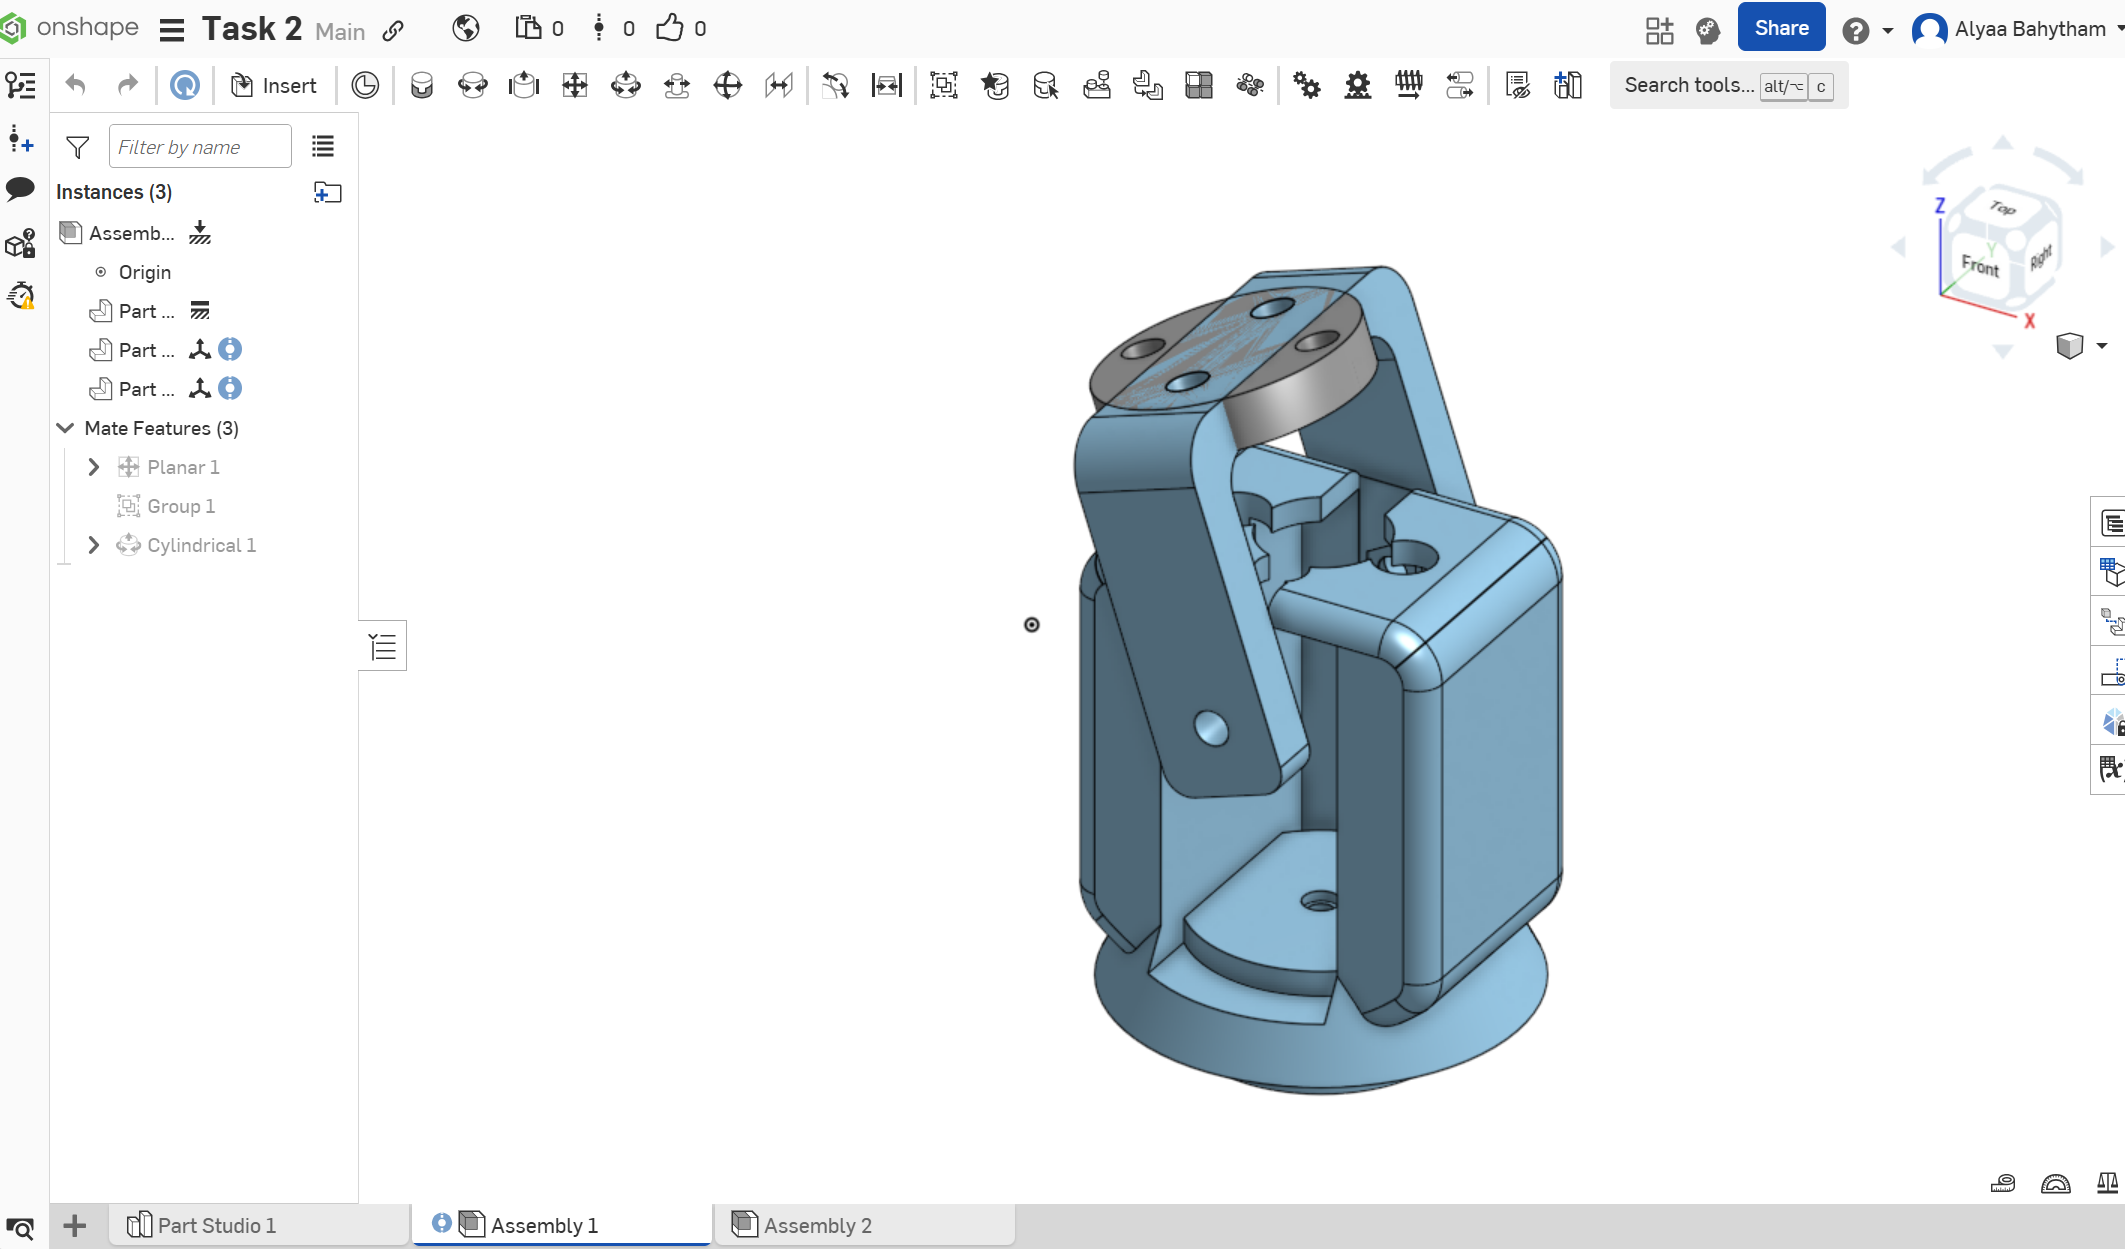 onshape Task 2 Main 0 0 0 Share Alyaa Bahytham
Insert Search tools... alt/⌥ c
Filter by name
Instances (3)
Assemb...
Origin
Part ...
Part ...
Part ...
Mate Features (3)
Planar 1
Group 1
Cylindrical 1
Z
Top
Y
Front
Right
X
Part Studio 1 Assembly 1 Assembly 2